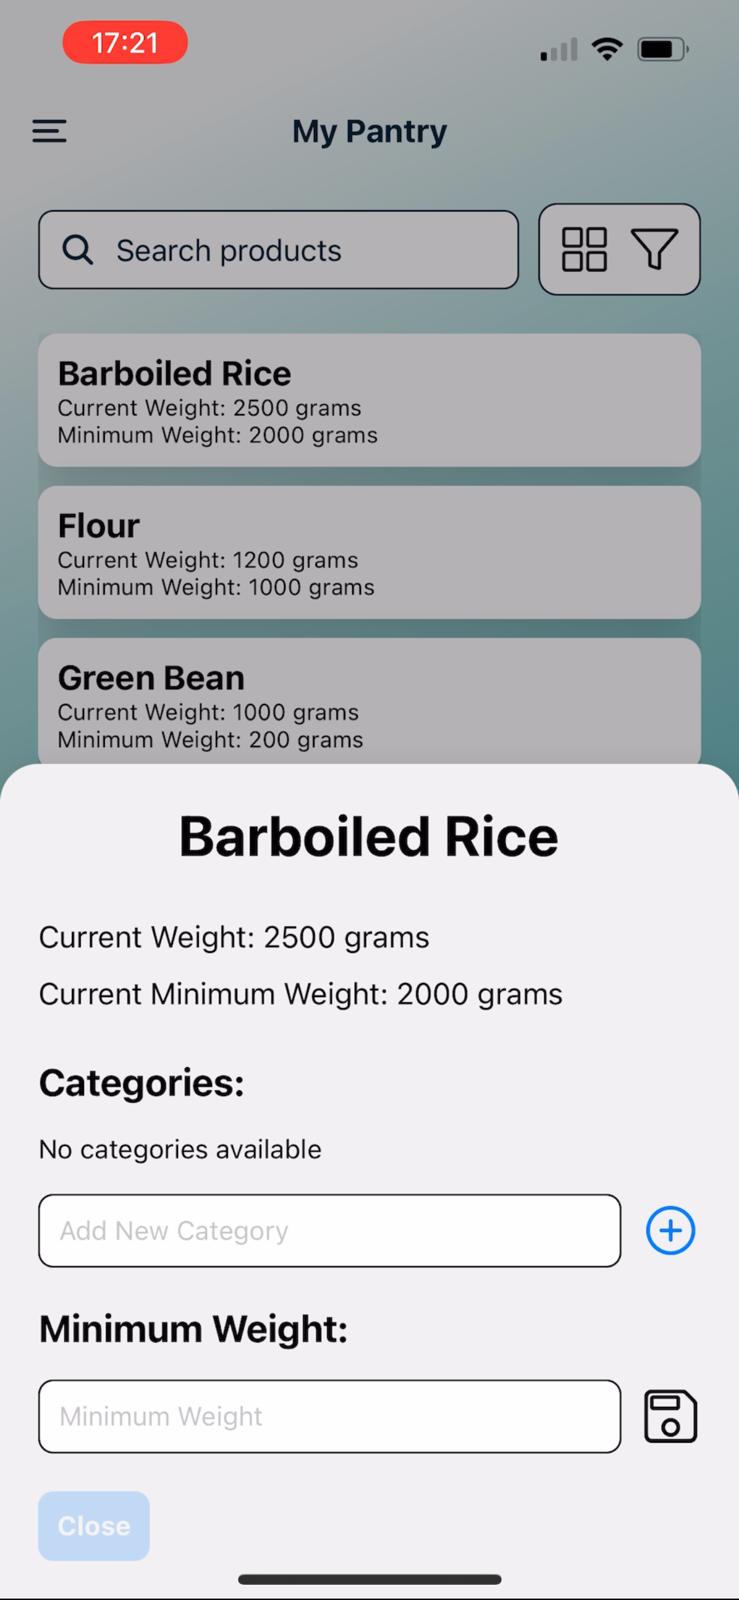 17:21
My Pantry
Search products
Barboiled Rice
Current Weight: 2500 grams
Minimum Weight: 2000 grams
Flour
Current Weight: 1200 grams
Minimum Weight: 1000 grams
Green Bean
Current Weight: 1000 grams
Minimum Weight: 200 grams
Barboiled Rice
Current Weight: 2500 grams
Current Minimum Weight: 2000 grams
Categories:
No categories available
Add New Category
Minimum Weight:
Minimum Weight
Close